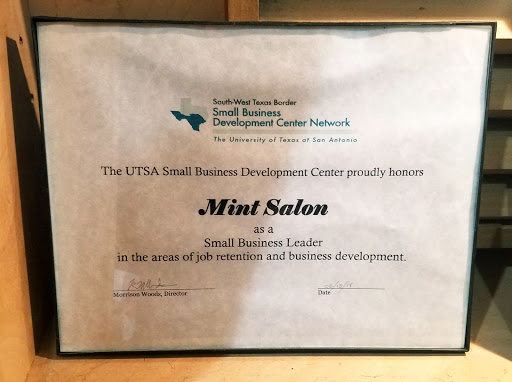 South-West Texas Border
Small Business
Development Center Network
The University of Texas at San Antonio
The UTSA Small Business Development Center proudly honors
Mint Salon
as a
Small Business Leader
in the areas of job retention and business development.
Morrison Woods, Director
Date